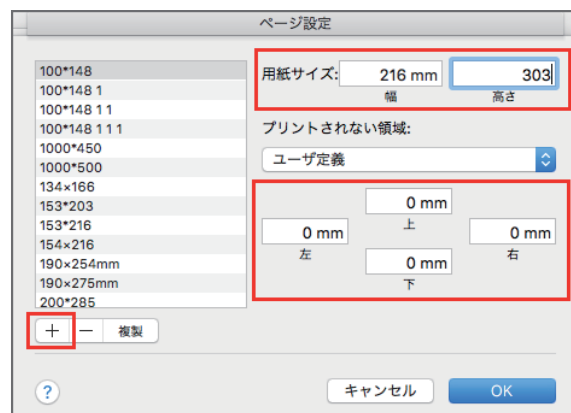 ページ設定
100*148
100*148 1
100*148 1 1
100*148 1 1 1
1000*450
1000*500
134×166
153*203
153*216
154×216
190×254mm
190×275mm
200*285
+ − 複製
用紙サイズ: 216 mm 303
幅 高さ
プリントされない領域:
ユーザ定義
0 mm
上
0 mm 0 mm
左 右
0 mm
下
? キャンセル OK